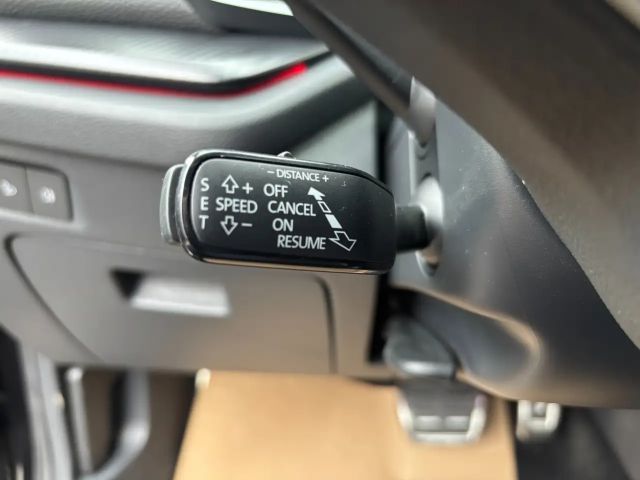 - DISTANCE +
S + OFF
E SPEED CANCEL
T - ON
RESUME